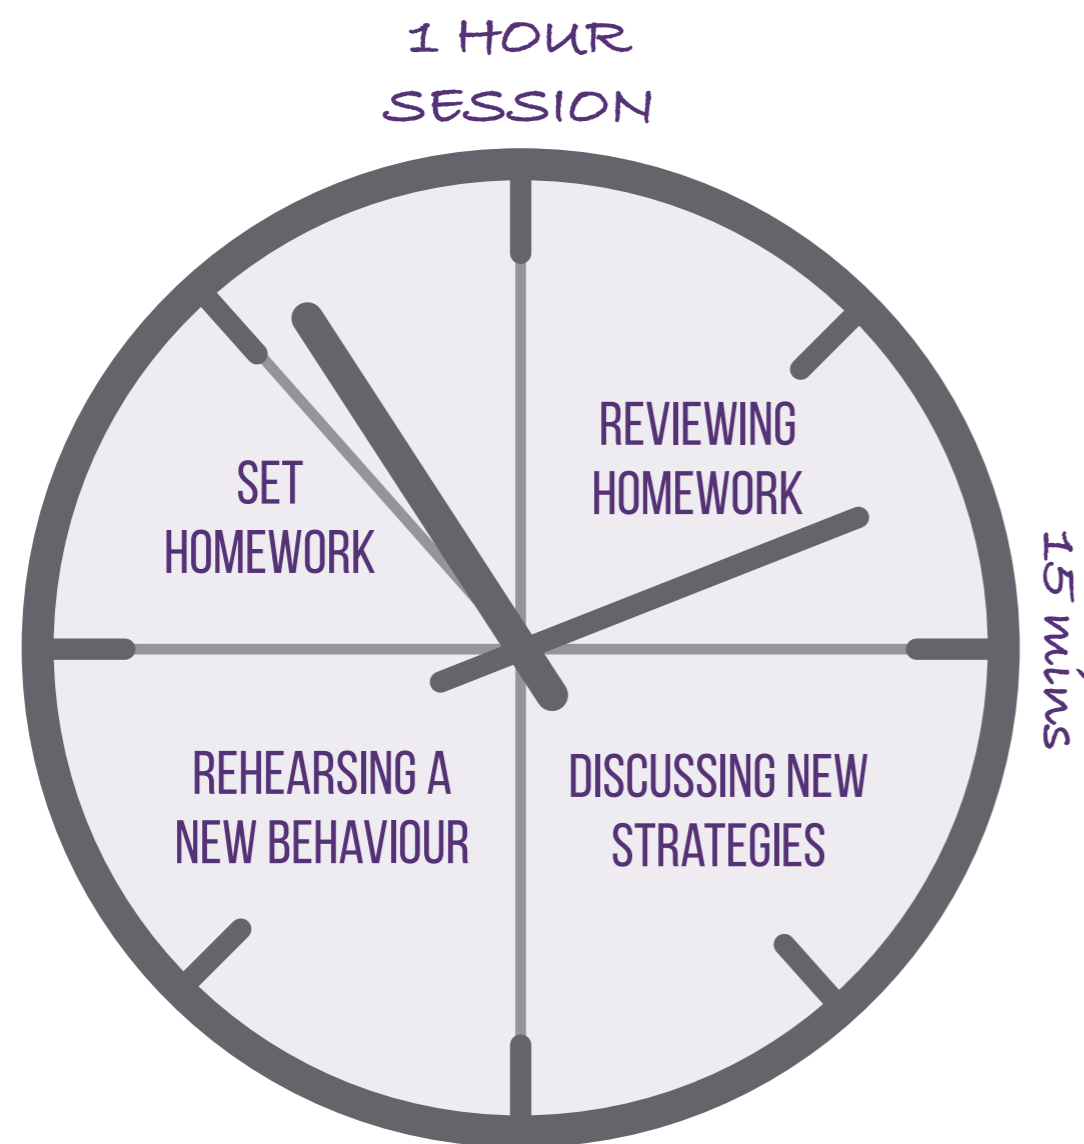 1 HOUR
SESSION
REVIEWING
HOMEWORK
15 mins
DISCUSSING NEW
STRATEGIES
REHEARSING A
NEW BEHAVIOUR
SET
HOMEWORK